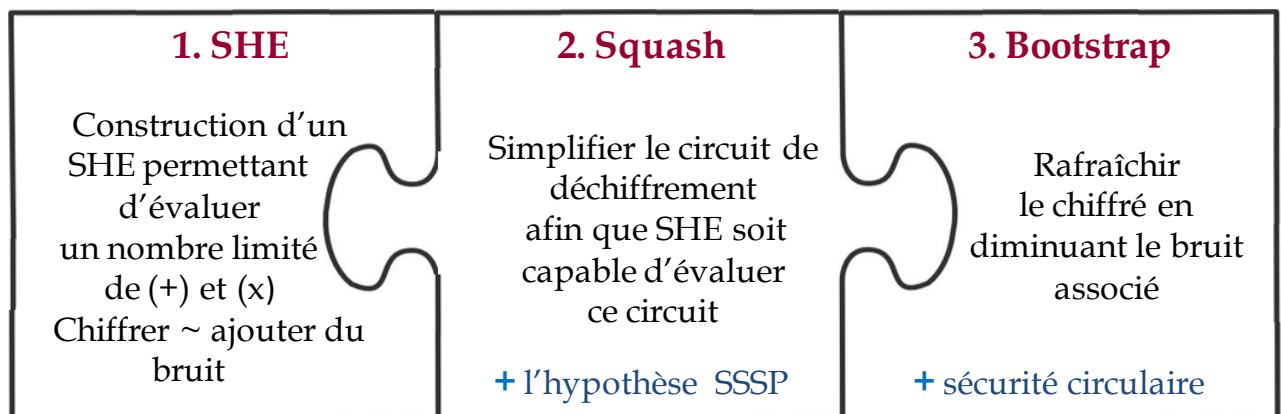 1. SHE
Construction d’un
SHE permettant
d’évaluer
un nombre limité
de (+) et (x)
Chiffrer ~ ajouter du
bruit
2. Squash
Simplifier le circuit de
déchiffrement
afin que SHE soit
capable d’évaluer
ce circuit
+ l’hypothèse SSSP
3. Bootstrap
Rafraîchir
le chiffré en
diminuant le bruit
associé
+ sécurité circulaire